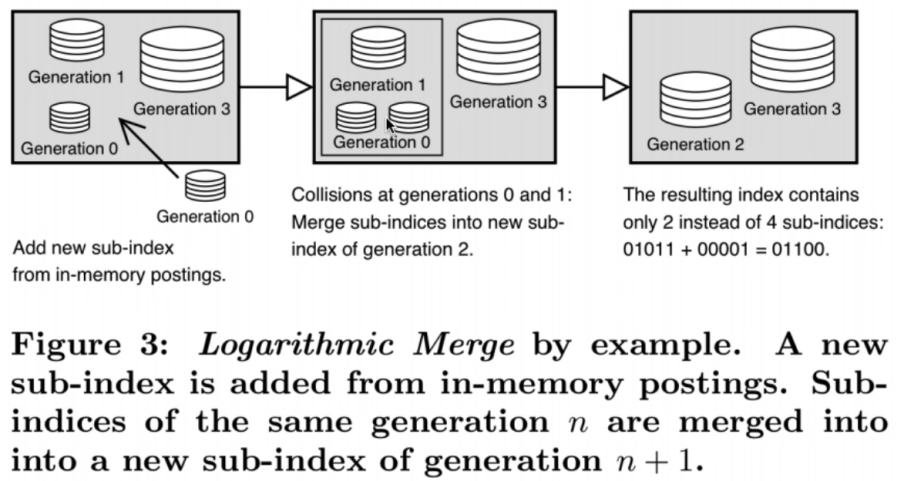 Generation 1
Generation 3
Generation 0
Generation 0
Add new sub-index
from in-memory postings.
Generation 1
Generation 3
Generation 0
Collisions at generations 0 and 1:
Merge sub-indices into new sub-
index of generation 2.
Generation 3
Generation 2
The resulting index contains
only 2 instead of 4 sub-indices:
01011 + 00001 = 01100.
Figure 3: Logarithmic Merge by example. A new
sub-index is added from in-memory postings. Sub-
indices of the same generation n are merged into
into a new sub-index of generation n + 1.